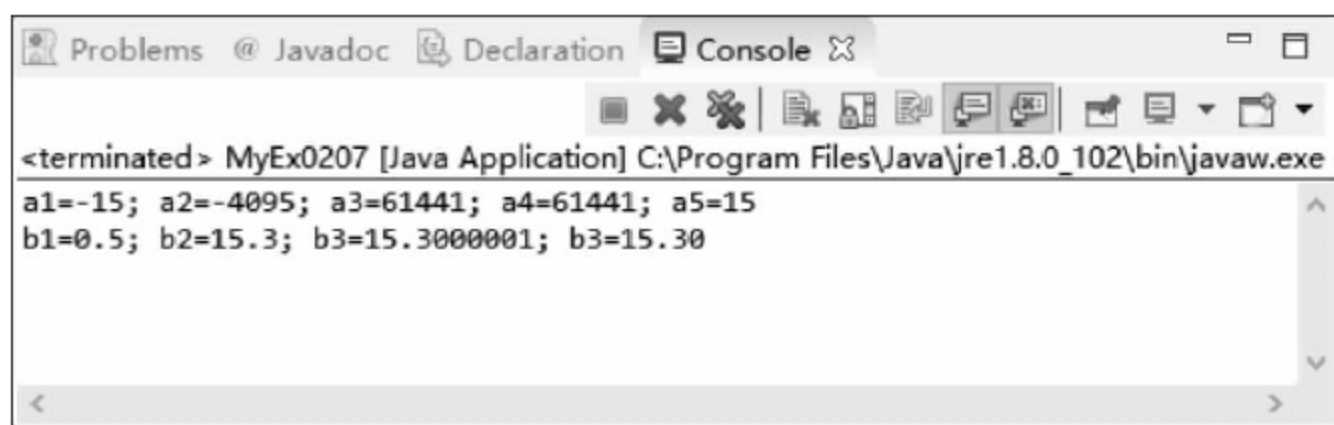 Problems @ Javadoc Declaration Console
<terminated> MyEx0207 [Java Application] C:\Program Files\Java\jre1.8.0_102\bin\javaw.exe
a1=-15; a2=-4095; a3=61441; a4=61441; a5=15
b1=0.5; b2=15.3; b3=15.3000001; b3=15.30